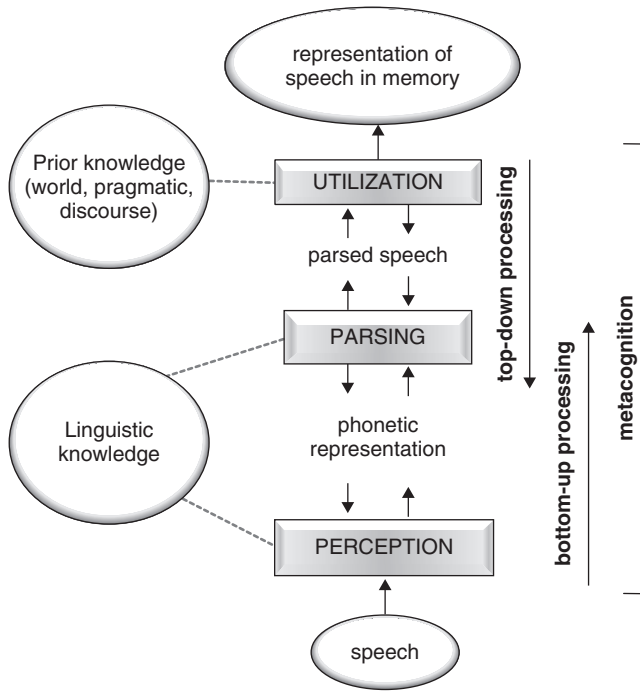 representation of
speech in memory
Prior knowledge
(world, pragmatic,
discourse)
UTILIZATION
parsed speech
PARSING
phonetic
representation
Linguistic
knowledge
PERCEPTION
speech
top-down processing
bottom-up processing
metacognition